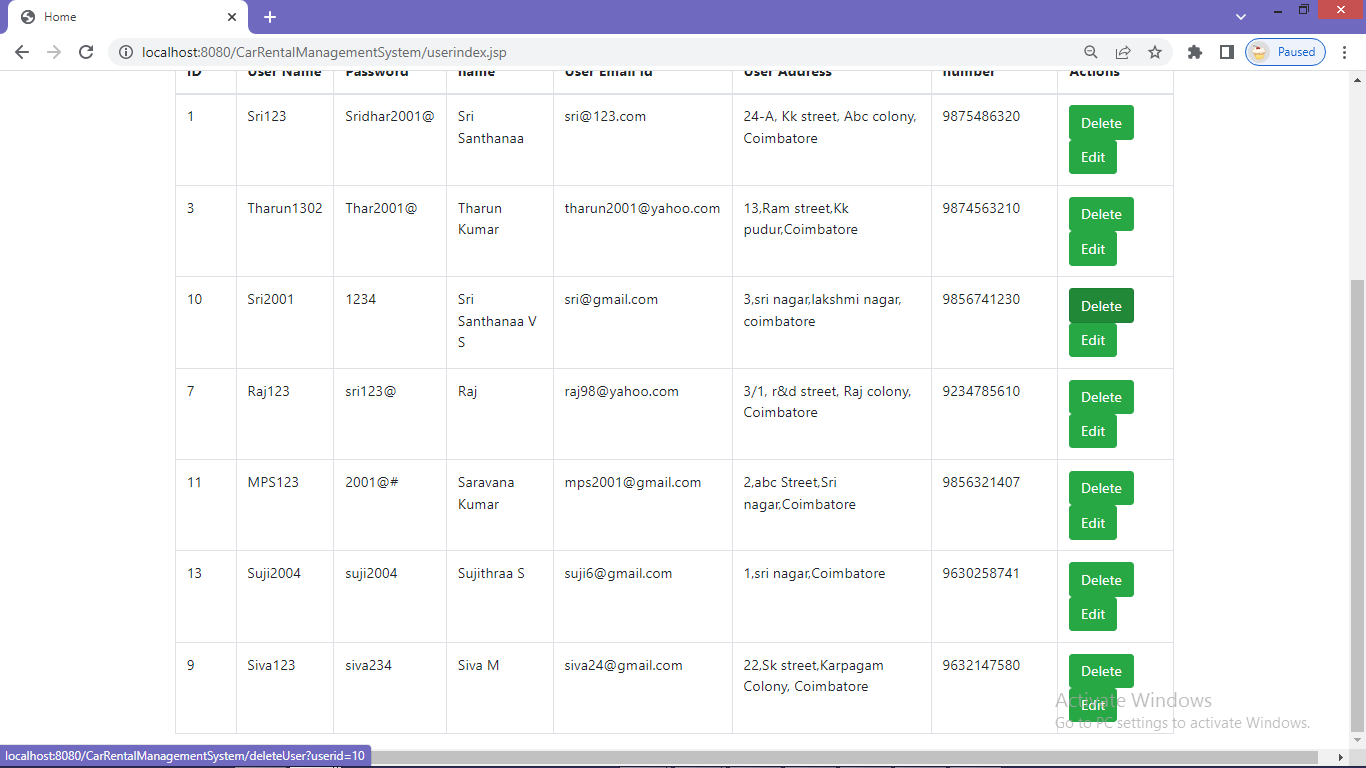 Home
localhost:8080/CarRentalManagementSystem/userindex.jsp
Paused
ID User Name Password name User Email Id User Address number Actions
1 Sri123 Sridhar2001@ Sri sri@123.com 24-A, Kk street, Abc colony, 9875486320 Delete
Santhanaa Coimbatore Edit
3 Tharun1302 Thar2001@ Tharun tharun2001@yahoo.com 13,Ram street,Kk 9874563210 Delete
Kumar pudur,Coimbatore Edit
10 Sri2001 1234 Sri sri@gmail.com 3,sri nagar,lakshmi nagar, 9856741230 Delete
Santhanaa V coimbatore
S Edit
7 Raj123 sri123@ Raj raj98@yahoo.com 3/1, r&d street, Raj colony, 9234785610 Delete
Coimbatore Edit
11 MPS123 2001@# Saravana mps2001@gmail.com 2,abc Street,Sri 9856321407 Delete
Kumar nagar,Coimbatore Edit
13 Suji2004 suji2004 Sujithraa S suji6@gmail.com 1,sri nagar,Coimbatore 9630258741 Delete
Edit
9 Siva123 siva234 Siva M siva24@gmail.com 22,Sk street,Karpagam 9632147580 Delete
Colony, Coimbatore Edit
Activate Windows
Go to PC settings to activate Windows.
localhost:8080/CarRentalManagementSystem/deleteUser?userid=10